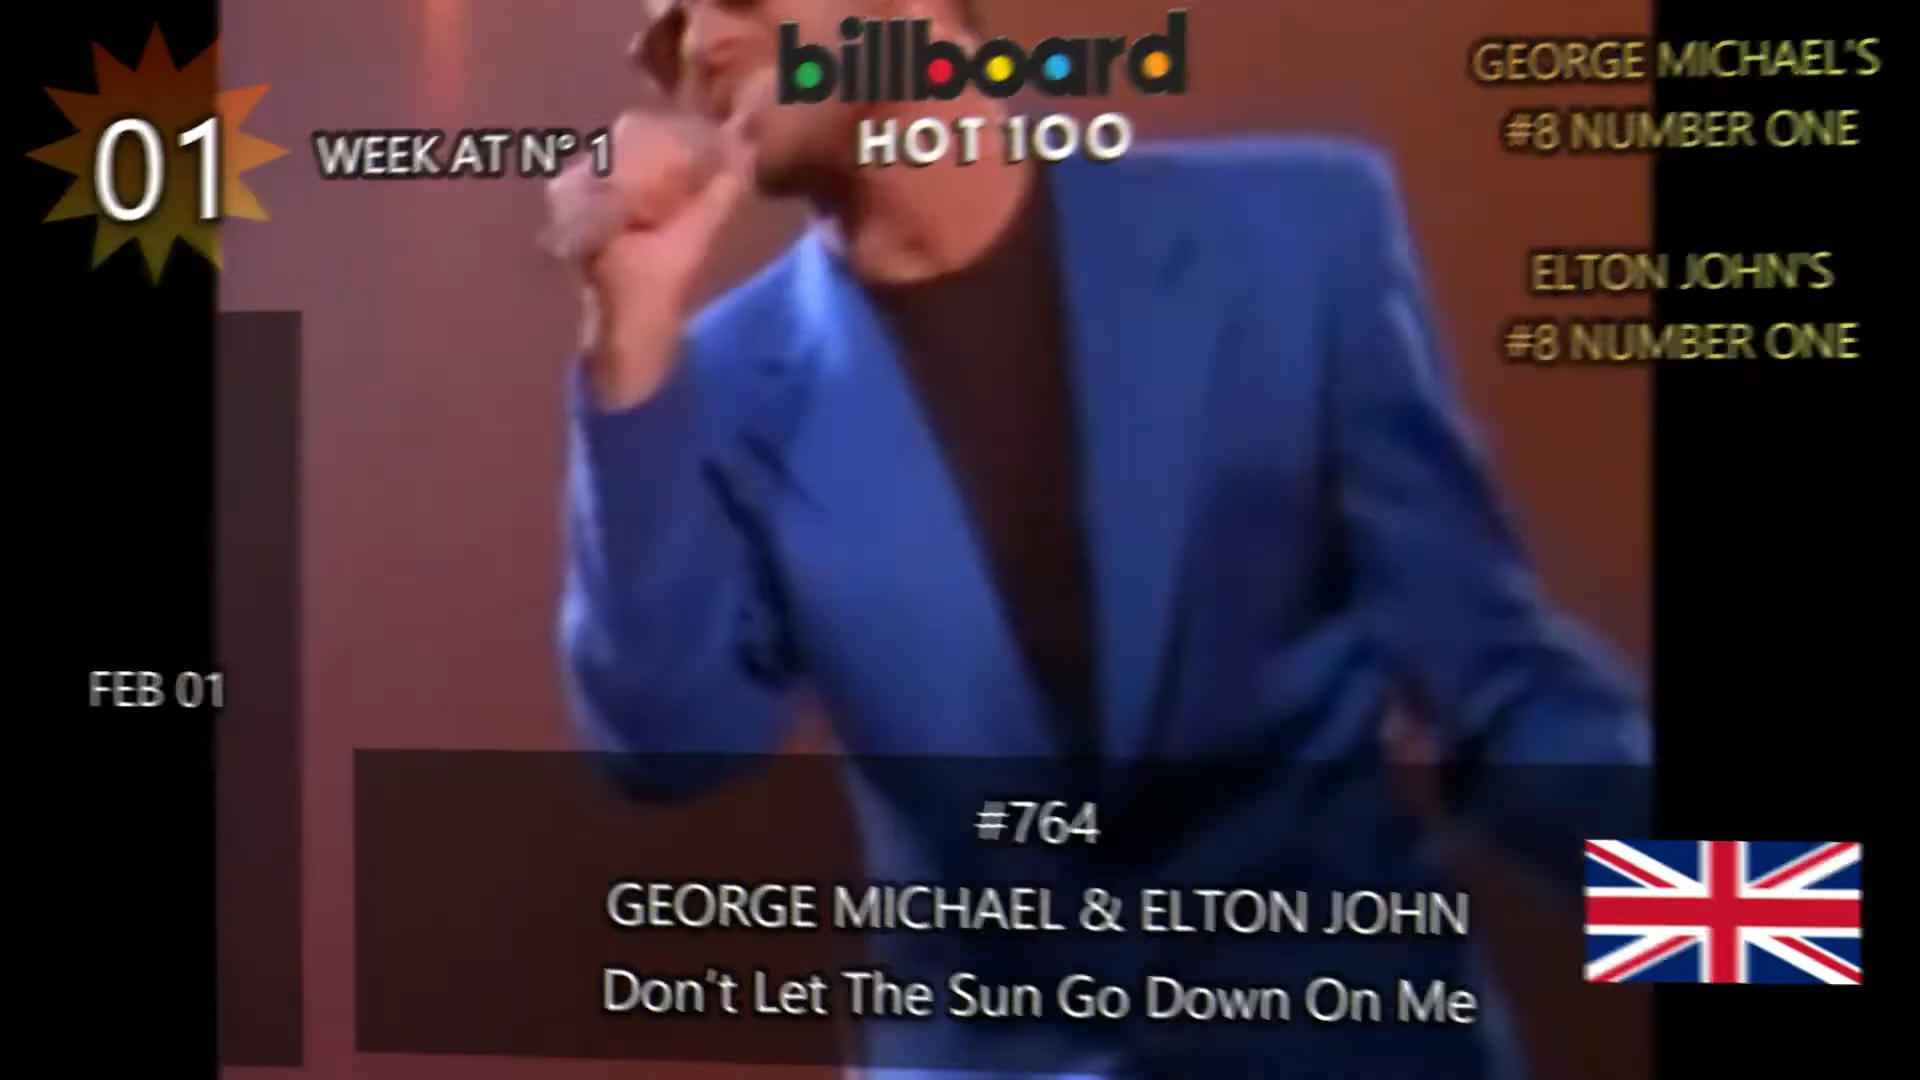 billboard
HOT 100
01
WEEK AT Nº 1
GEORGE MICHAEL'S
#8 NUMBER ONE
ELTON JOHN'S
#8 NUMBER ONE
FEB 01
#764
GEORGE MICHAEL & ELTON JOHN
Don't Let The Sun Go Down On Me